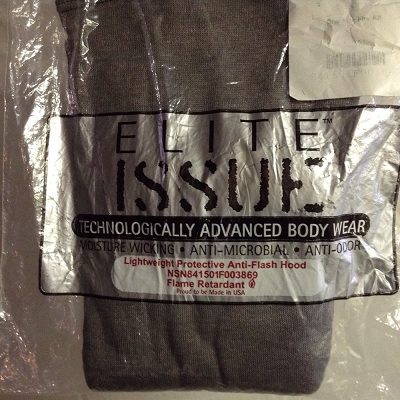 ELITE™
ISSUE
TECHNOLOGICALLY ADVANCED BODY WEAR
MOISTURE WICKING • ANTI-MICROBIAL • ANTI-ODOR
Lightweight Protective Anti-Flash Hood
NSN841501F003869
Flame Retardant
Proud to be Made in USA